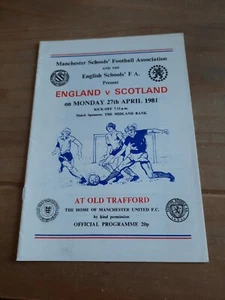 Manchester Schools' Football Association
AND THE
English Schools' F A.
Present
ENGLAND v SCOTLAND
on MONDAY 27th APRIL 1981
KICK-OFF 7.15 p.m.
Match Sponsors: THE MIDLAND BANK
AT OLD TRAFFORD
THE HOME OF MANCHESTER UNITED F.C.
by kind permission
OFFICIAL PROGRAMME 20p